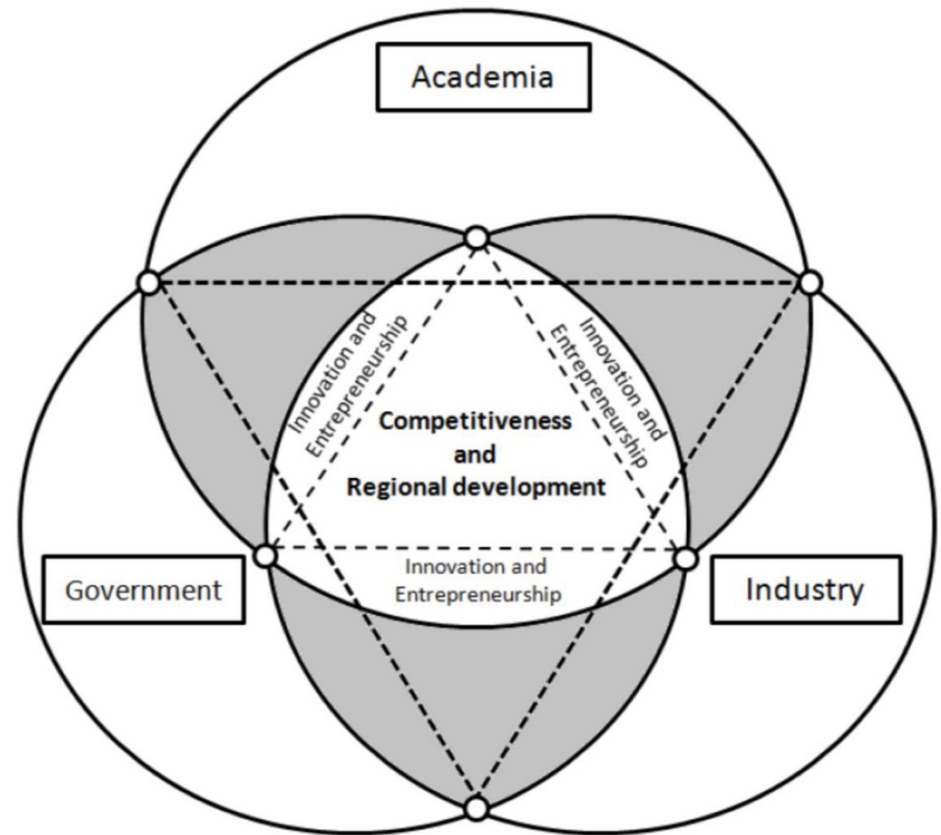 Academia
Innovation and
Entrepreneurship
Innovation and
Entrepreneurship
Competitiveness
and
Regional development
Government
Innovation and
Entrepreneurship
Industry